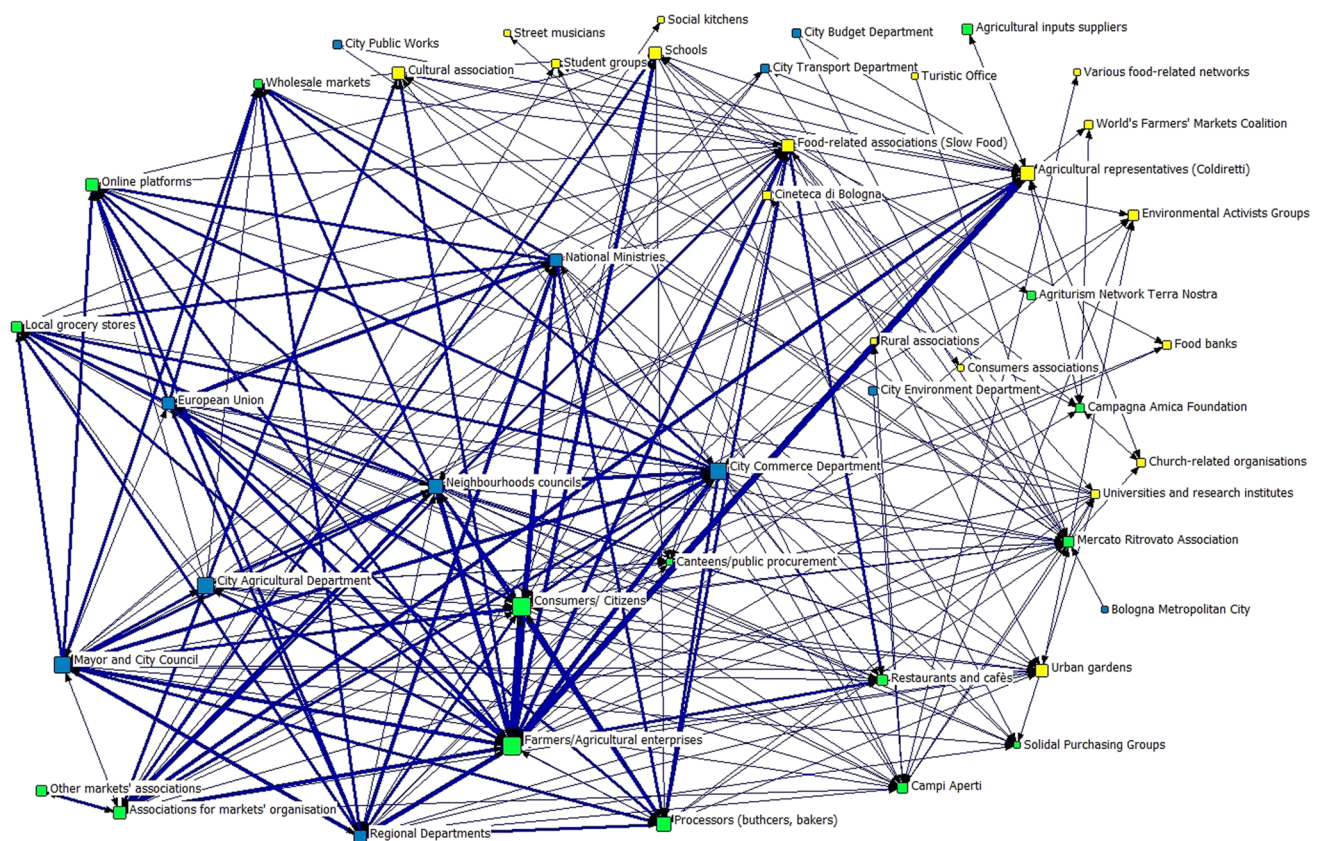 Social kitchens
Street musicians
City Budget Department
Agricultural inputs suppliers
City Public Works
Schools
Student groups
Cultural association
City Transport Department
Turistic Office
Various food-related networks
Wholesale markets
World's Farmers' Markets Coalition
Food-related associations (Slow Food)
Agricultural representatives (Coldiretti)
Online platforms
Cineteca di Bologna
Environmental Activists Groups
National Ministries
Agriturism Network Terra Nostra
Local grocery stores
Rural associations
Food banks
Consumers associations
City Environment Department
European Union
Campagna Amica Foundation
Church-related organisations
City Commerce Department
Neighbourhoods councils
Universities and research institutes
Mercato Ritrovato Association
Canteens/public procurement
City Agricultural Department
Consumers/ Citizens
Bologna Metropolitan City
Mayor and City Council
Urban gardens
Restaurants and cafès
Farmers/Agricultural enterprises
Solidal Purchasing Groups
Campi Aperti
Other markets' associations
Associations for markets' organisation
Processors (buthcers, bakers)
Regional Departments